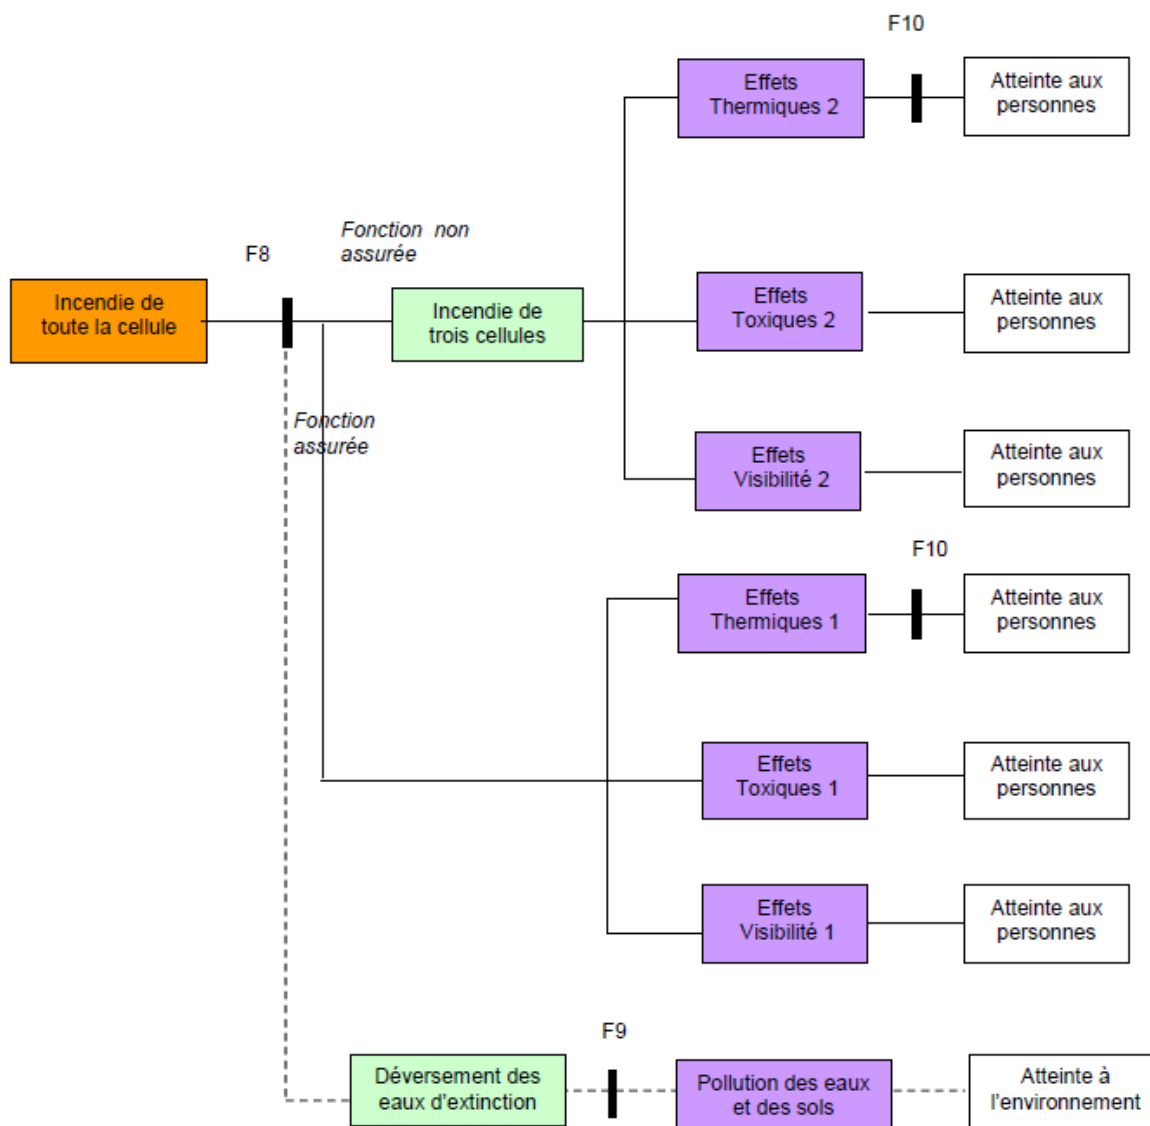 F10
Effets
Thermiques 2
Atteinte aux
personnes
Fonction non
assurée
F8
Incendie de
toute la cellule
Incendie de
trois cellules
Effets
Toxiques 2
Atteinte aux
personnes
Fonction
assurée
Effets
Visibilité 2
Atteinte aux
personnes
F10
Effets
Thermiques 1
Atteinte aux
personnes
Effets
Toxiques 1
Atteinte aux
personnes
Effets
Visibilité 1
Atteinte aux
personnes
F9
Déversement des
eaux d'extinction
Pollution des eaux
et des sols
Atteinte à
l'environnement